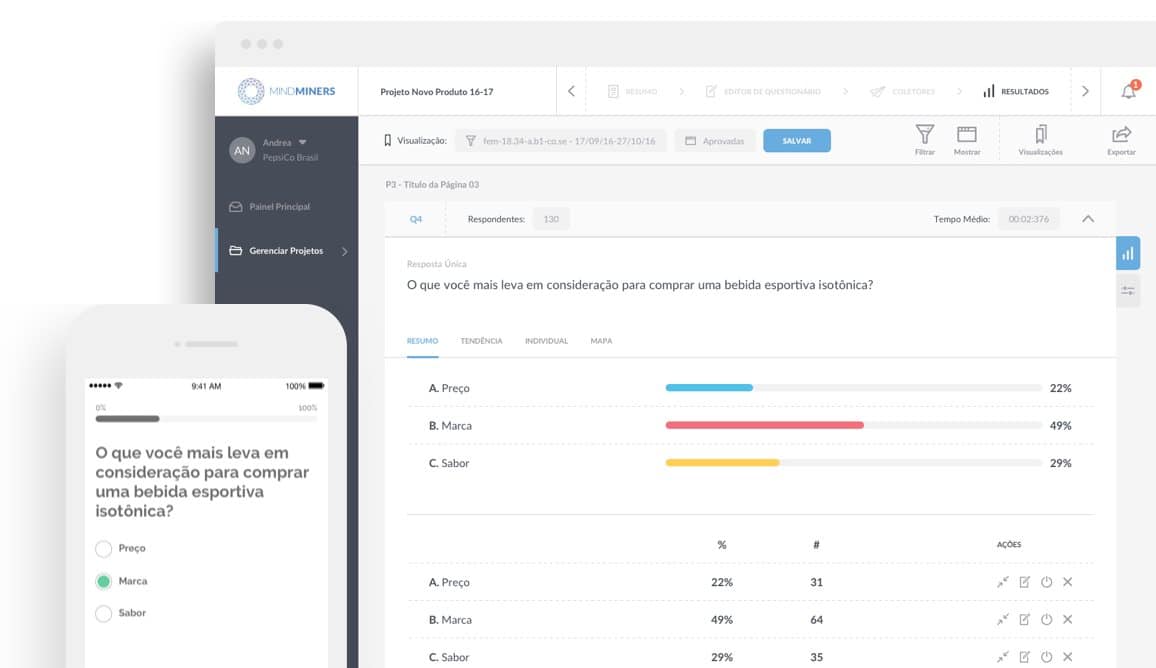 MINDMINERS
Projeto Novo Produto 16-17
RESUMO
EDITOR DE QUESTIONÁRIO
COLETORES
RESULTADOS
1
AN
Andrea
PepsiCo Brasil
Painel Principal
Gerenciar Projetos
Visualização:
fem-18.34-a.b1-co.se - 17/09/16-27/10/16
Aprovadas
SALVAR
Filtrar
Mostrar
Visualizações
Exportar
P3 - Título da Página 03
Q4
Respondentes:
130
Tempo Médio:
00:02:376
Resposta Única
O que você mais leva em consideração para comprar uma bebida esportiva isotônica?
RESUMO
TENDÊNCIA
INDIVIDUAL
MAPA
A. Preço 22%
B. Marca 49%
C. Sabor 29%
% # AÇÕES
A. Preço 22% 31
B. Marca 49% 64
C. Sabor 29% 35
9:41 AM
100%
0% 100%
O que você mais leva em
consideração para comprar
uma bebida esportiva
isotônica?
Preço
Marca
Sabor